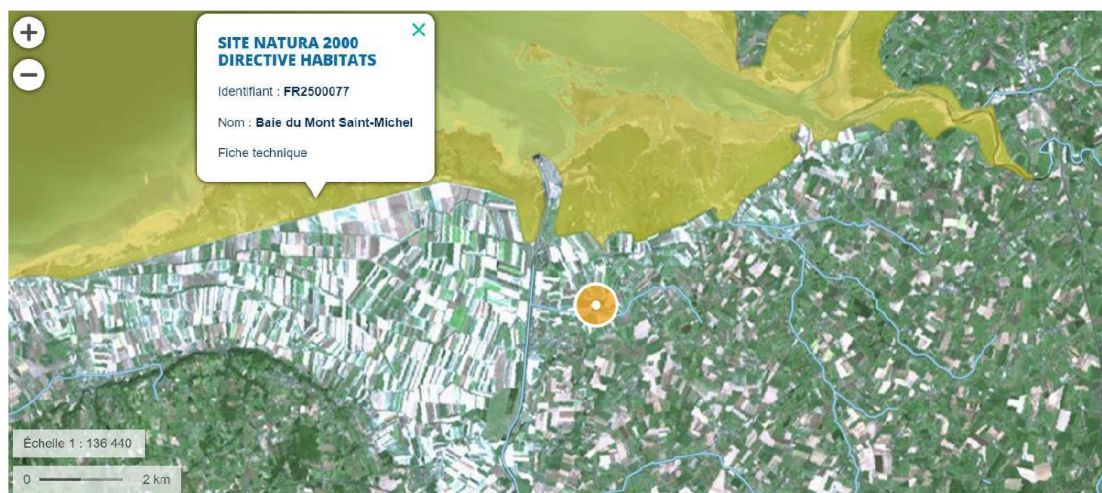 +
−
SITE NATURA 2000
DIRECTIVE HABITATS
Identifiant : FR2500077
Nom : Baie du Mont Saint-Michel
Fiche technique
Échelle 1 : 136 440
0 2 km